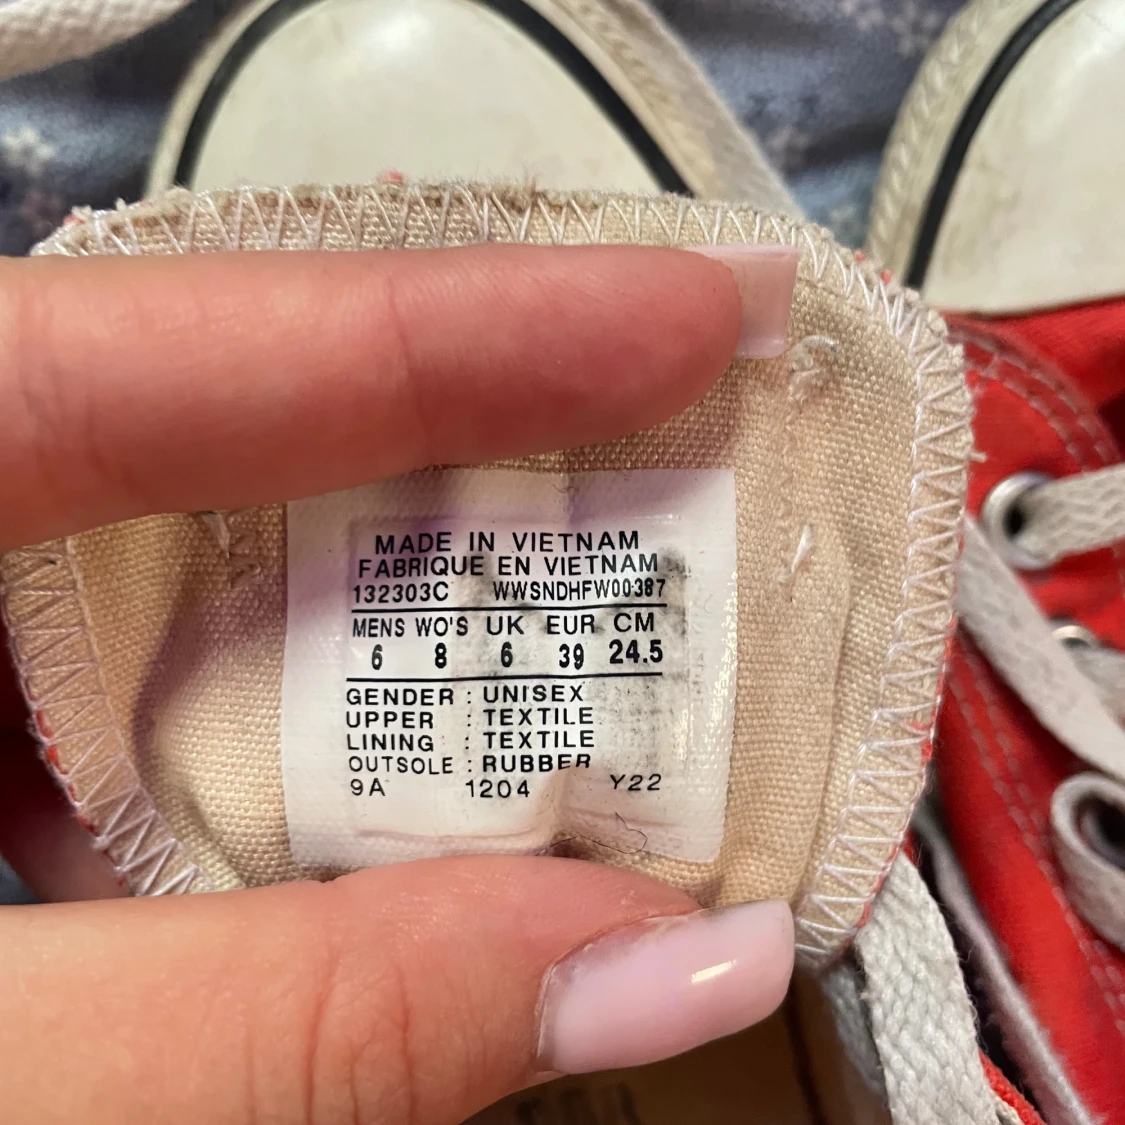 MADE IN VIETNAM
FABRIQUE EN VIETNAM
132303C WWSNDHFW00387
MENS WO'S UK EUR CM
6 8 6 39 24.5
GENDER : UNISEX
UPPER : TEXTILE
LINING : TEXTILE
OUTSOLE : RUBBER
9A 1204 Y22